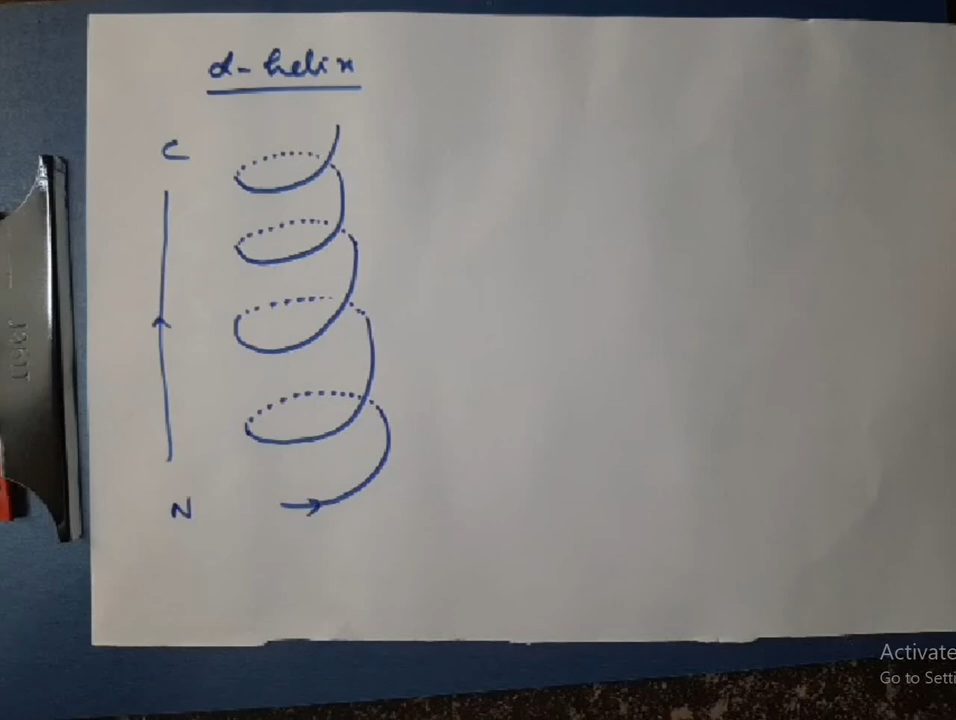 α-helix
C
N
Activate
Go to Setti